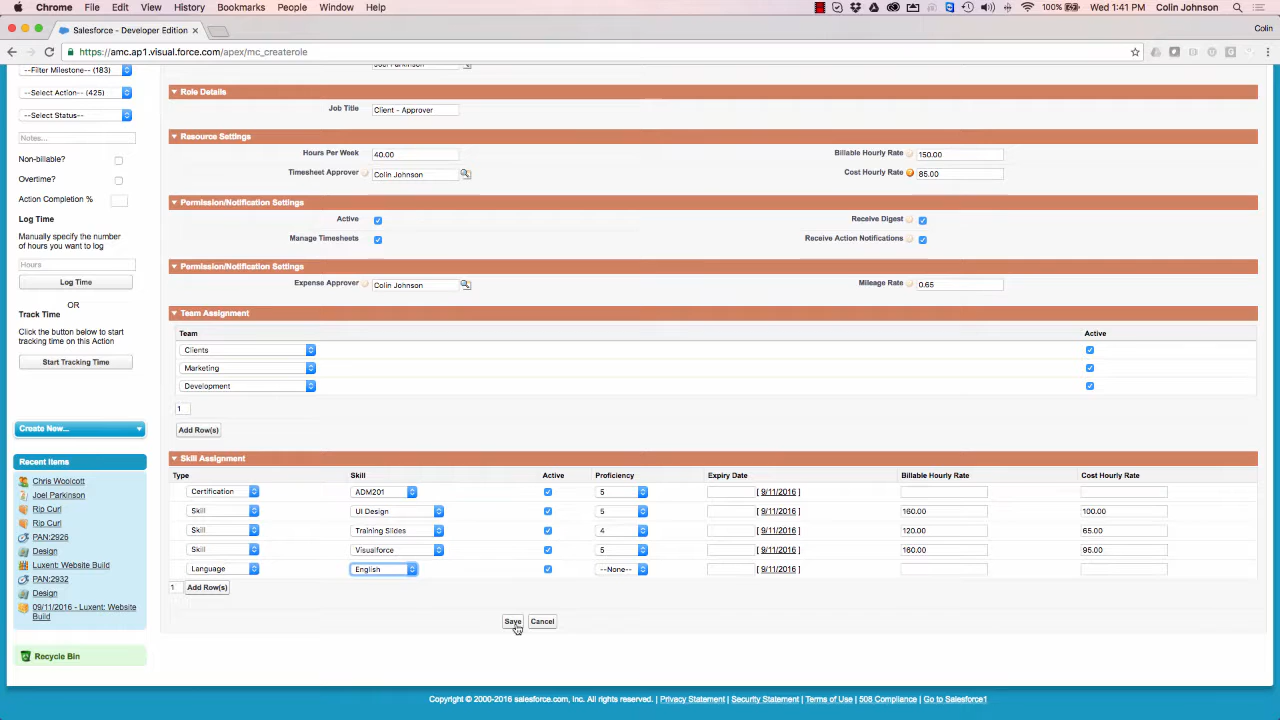 Chrome File Edit View History Bookmarks People Window Help 100% Wed 1:41 PM Colin Johnson
Salesforce - Developer Edition Colin
https://amc.ap1.visual.force.com/apex/mc_createrole
--Filter Milestone-- (183)
--Select Action-- (425)
--Select Status--
Notes...
Non-billable?
Overtime?
Action Completion %
Log Time
Manually specify the number
of hours you want to log
Hours
Log Time
OR
Track Time
Click the button below to start
tracking time on this Action
Start Tracking Time
Create New...
Recent Items
Chris Woolcott
Joel Parkinson
Rip Curl
Rip Curl
PAN:2926
Design
Luxent: Website Build
PAN:2932
Design
09/11/2016 - Luxent: Website
Build
Recycle Bin
Joel Parkinson
Role Details
Job Title Client - Approver
Resource Settings
Hours Per Week 40.00 Billable Hourly Rate 150.00
Timesheet Approver Colin Johnson Cost Hourly Rate 85.00
Permission/Notification Settings
Active Receive Digest
Manage Timesheets Receive Action Notifications
Permission/Notification Settings
Expense Approver Colin Johnson Mileage Rate 0.65
Team Assignment
Team Active
Clients
Marketing
Development
1
Add Row(s)
Skill Assignment
Type Skill Active Proficiency Expiry Date Billable Hourly Rate Cost Hourly Rate
Certification ADM201 5 [ 9/11/2016 ]
Skill UI Design 5 [ 9/11/2016 ] 160.00 100.00
Skill Training Slides 4 [ 9/11/2016 ] 120.00 65.00
Skill Visualforce 5 [ 9/11/2016 ] 160.00 95.00
Language English --None-- [ 9/11/2016 ]
1 Add Row(s)
Save Cancel
Copyright © 2000-2016 salesforce.com, Inc. All rights reserved. | Privacy Statement | Security Statement | Terms of Use | 508 Compliance | Go to Salesforce1